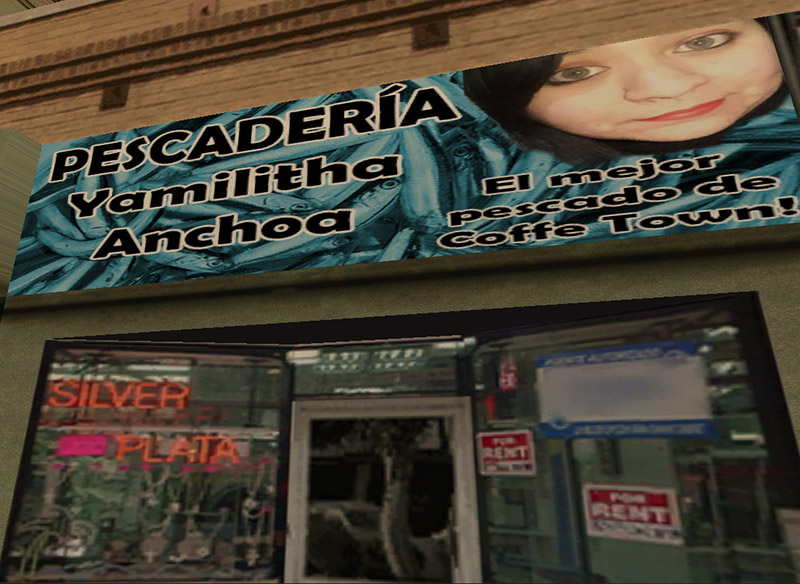 PESCADERÍA
Yamilitha
Anchoa
El mejor
pescado de
Coffe Town!
SILVER
PLATA
FOR
RENT
FOR
RENT